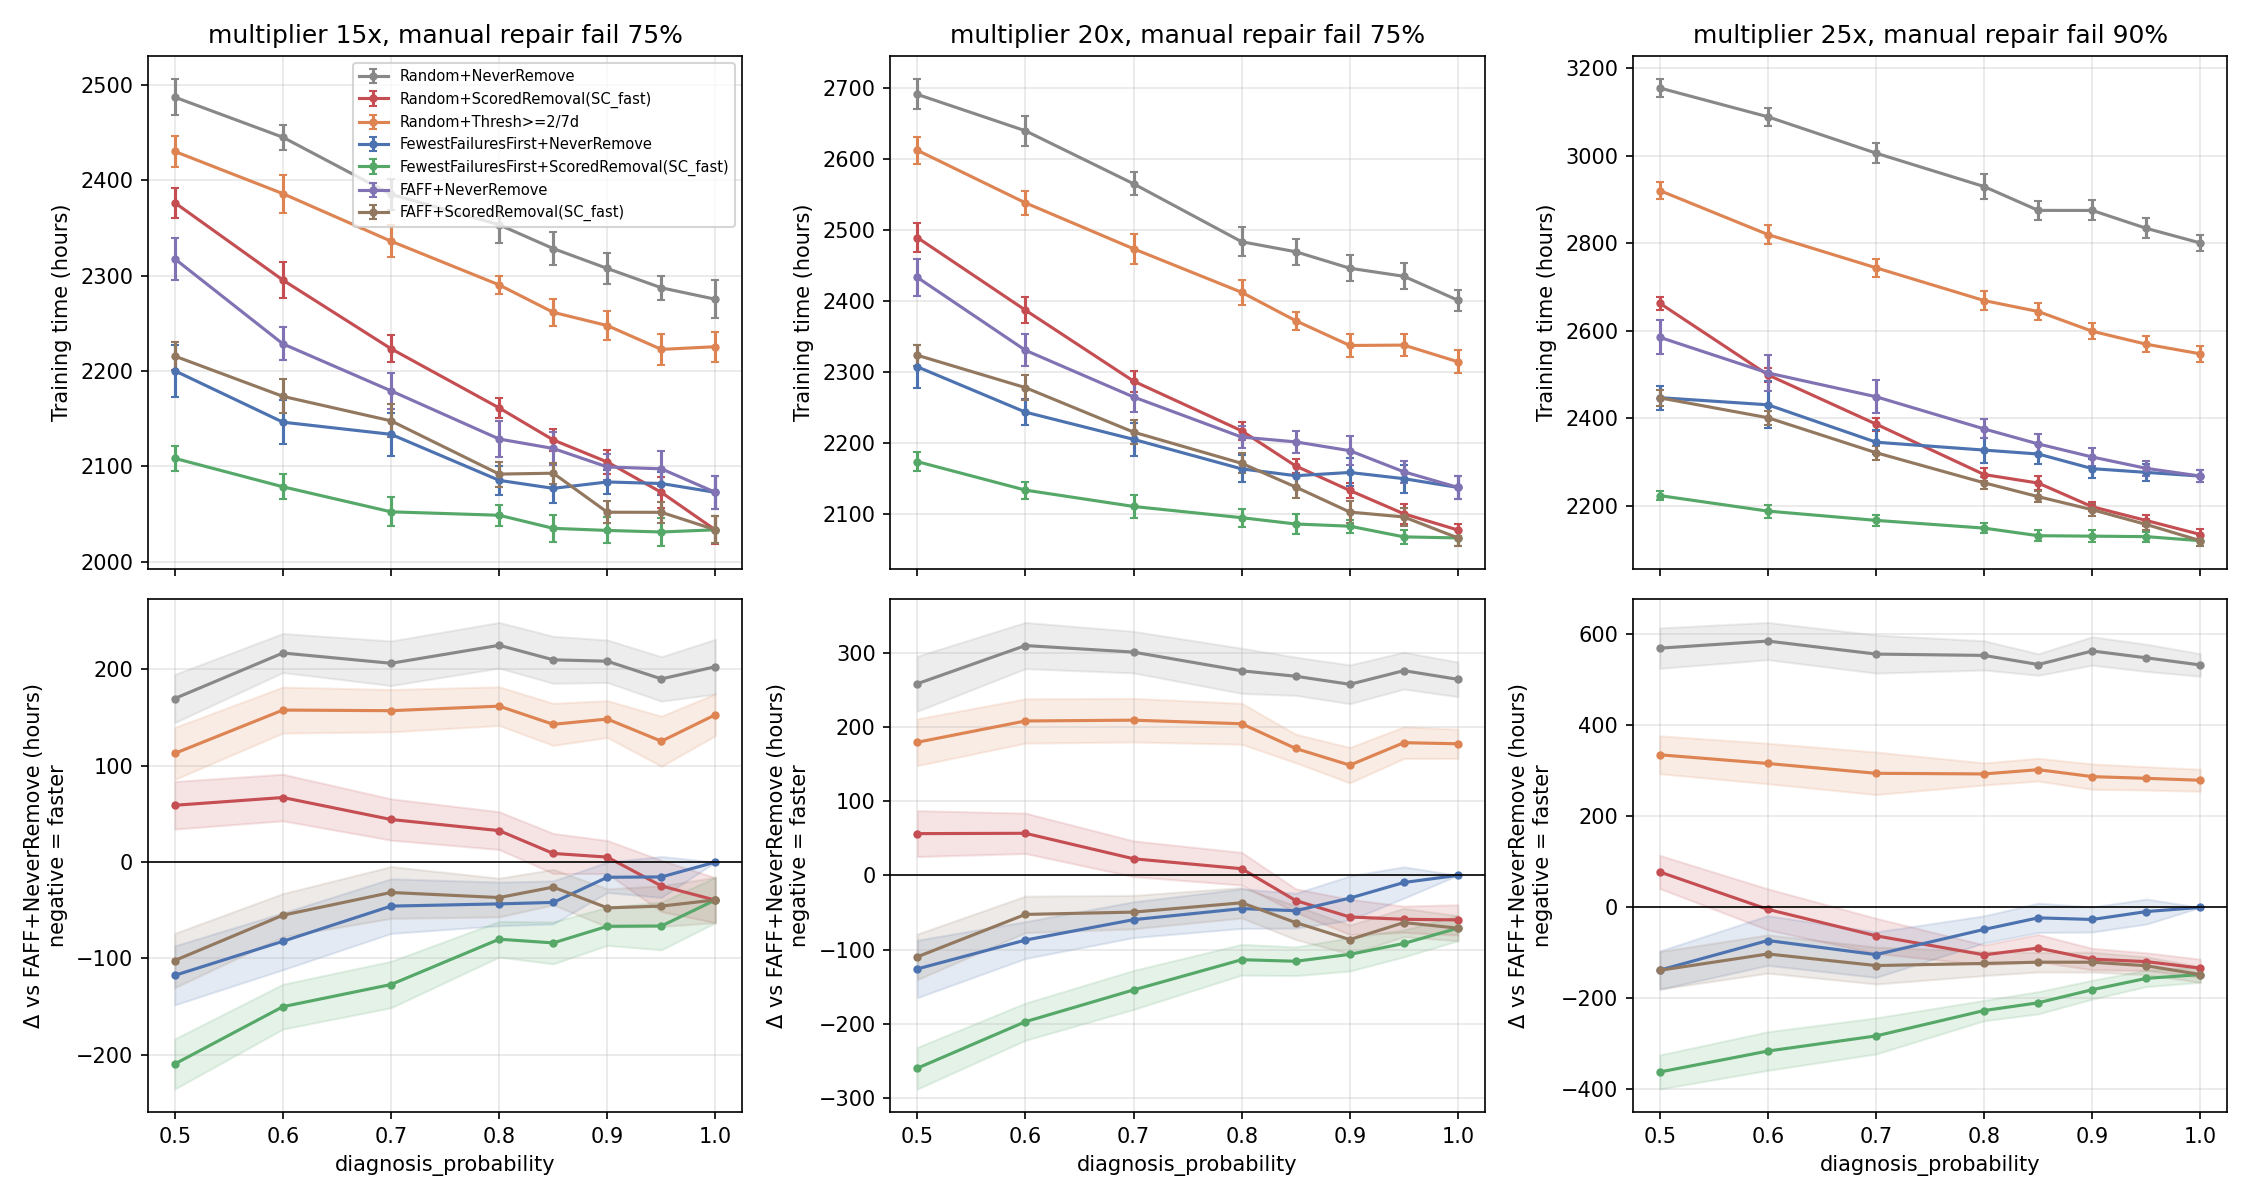 multiplier 15x, manual repair fail 75%
multiplier 20x, manual repair fail 75%
multiplier 25x, manual repair fail 90%
Training time (hours)
2500
2400
2300
2200
2100
2000
Random+NeverRemove
Random+ScoredRemoval(SC_fast)
Random+Thresh>=2/7d
FewestFailuresFirst+NeverRemove
FewestFailuresFirst+ScoredRemoval(SC_fast)
FAFF+NeverRemove
FAFF+ScoredRemoval(SC_fast)
Training time (hours)
2700
2600
2500
2400
2300
2200
2100
Training time (hours)
3200
3000
2800
2600
2400
2200
Δ vs FAFF+NeverRemove (hours)
negative = faster
200
100
0
−100
−200
0.5 0.6 0.7 0.8 0.9 1.0
diagnosis_probability
Δ vs FAFF+NeverRemove (hours)
negative = faster
300
200
100
0
−100
−200
−300
0.5 0.6 0.7 0.8 0.9 1.0
diagnosis_probability
Δ vs FAFF+NeverRemove (hours)
negative = faster
600
400
200
0
−200
−400
0.5 0.6 0.7 0.8 0.9 1.0
diagnosis_probability